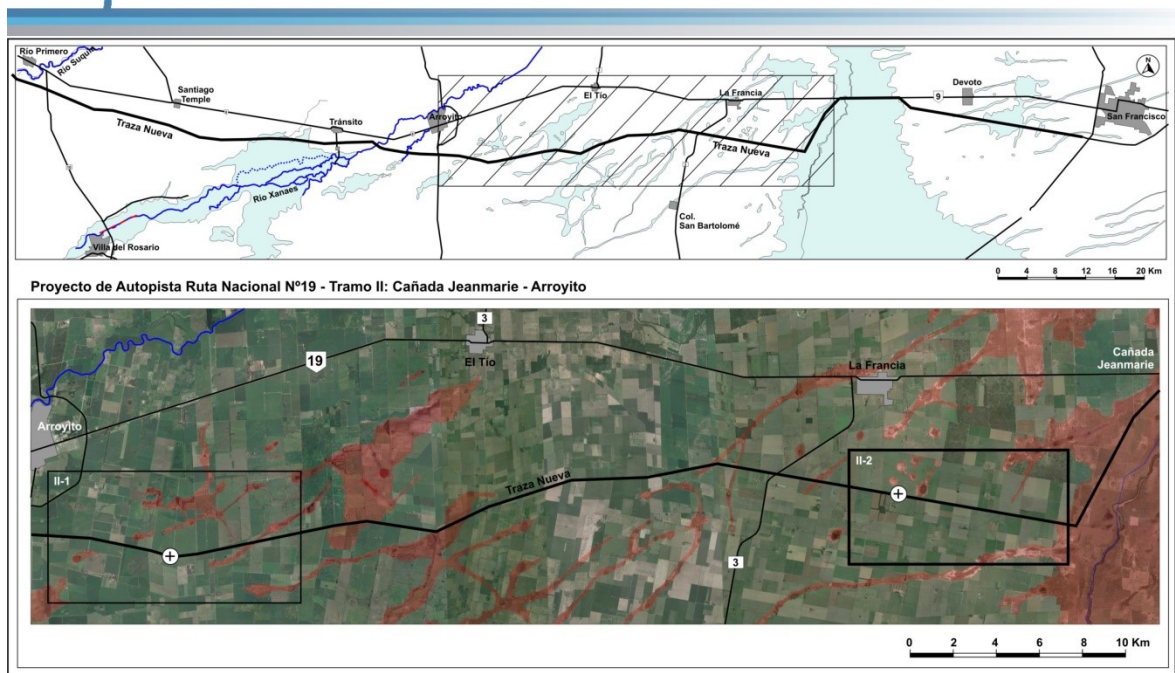 Río Primero
Río Suquía
Santiago
Temple
Traza Nueva
Tránsito
Río Xanaes
Villa del Rosario
Arroyito
El Tío
La Francia
Traza Nueva
Col.
San Bartolomé
9
Devoto
San Francisco
N
0 4 8 12 16 20 Km
Proyecto de Autopista Ruta Nacional Nº19 - Tramo II: Cañada Jeanmarie - Arroyito
3
19
El Tío
La Francia
Cañada
Jeanmarie
Arroyito
II-1
Traza Nueva
II-2
3
0 2 4 6 8 10 Km